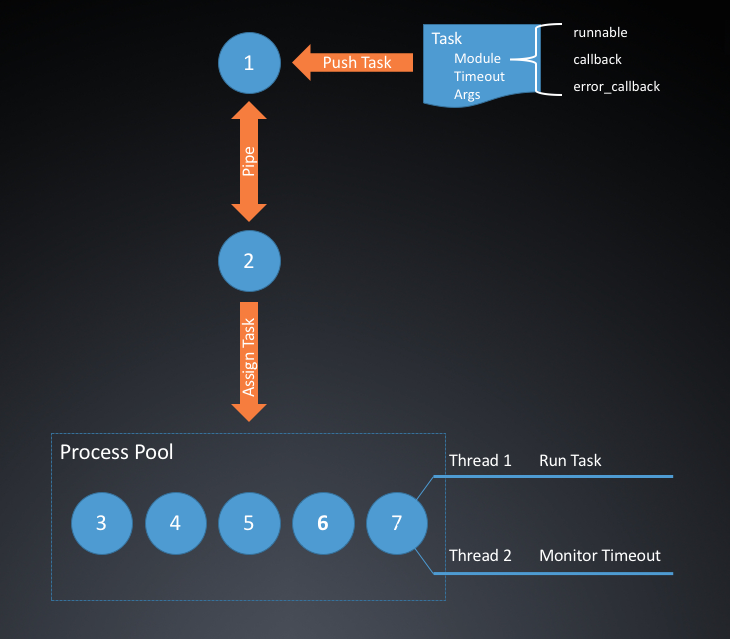 1
Push Task
Task
Module
Timeout
Args
runnable
callback
error_callback
Pipe
2
Assign Task
Process Pool
3 4 5 6 7
Thread 1 Run Task
Thread 2 Monitor Timeout